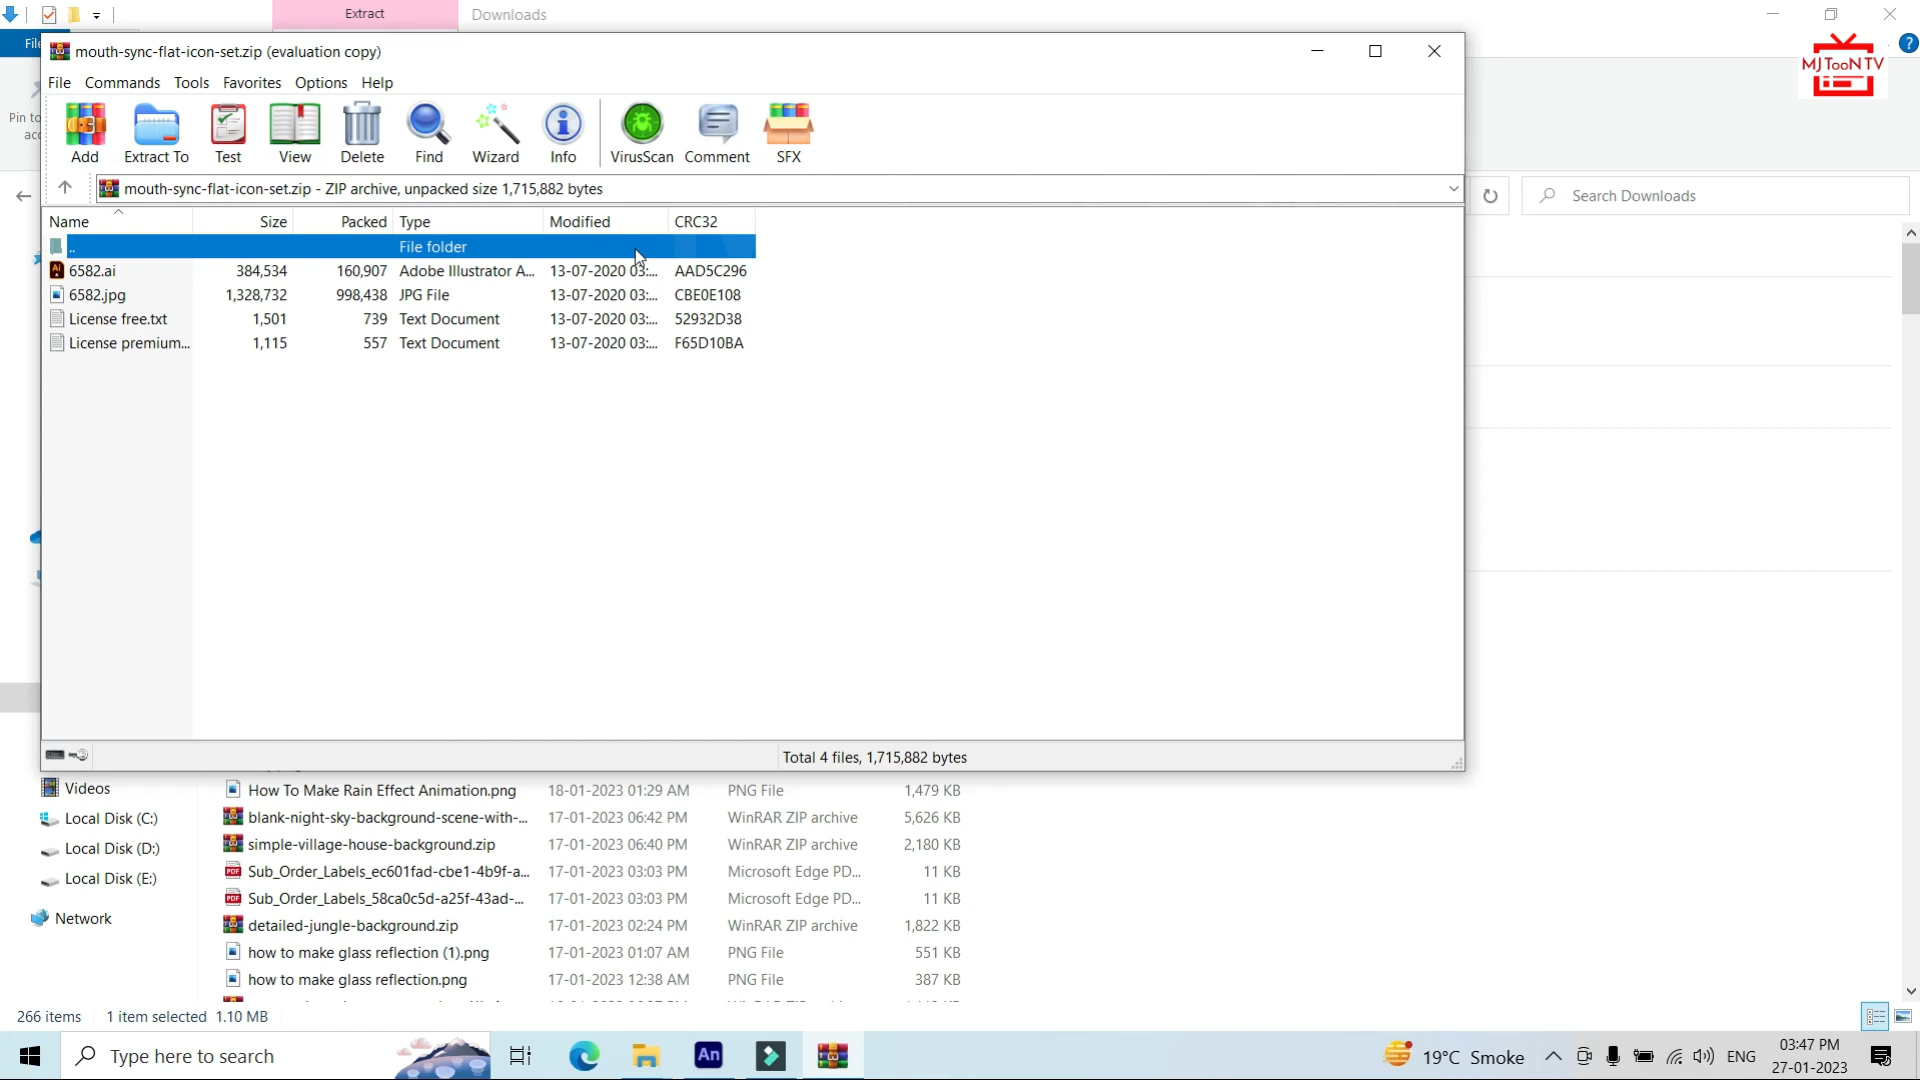 Extract
Downloads
MJTooNTV
mouth-sync-flat-icon-set.zip (evaluation copy)
File Commands Tools Favorites Options Help
Add Extract To Test View Delete Find Wizard Info VirusScan Comment SFX
mouth-sync-flat-icon-set.zip - ZIP archive, unpacked size 1,715,882 bytes
Search Downloads
Name Size Packed Type Modified CRC32
.. File folder
6582.ai 384,534 160,907 Adobe Illustrator A... 13-07-2020 03:... AAD5C296
6582.jpg 1,328,732 998,438 JPG File 13-07-2020 03:... CBE0E108
License free.txt 1,501 739 Text Document 13-07-2020 03:... 52932D38
License premium... 1,115 557 Text Document 13-07-2020 03:... F65D10BA
Total 4 files, 1,715,882 bytes
Videos
Local Disk (C:)
Local Disk (D:)
Local Disk (E:)
Network
How To Make Rain Effect Animation.png 18-01-2023 01:29 AM PNG File 1,479 KB
blank-night-sky-background-scene-with-... 17-01-2023 06:42 PM WinRAR ZIP archive 5,626 KB
simple-village-house-background.zip 17-01-2023 06:40 PM WinRAR ZIP archive 2,180 KB
Sub_Order_Labels_ec601fad-cbe1-4b9f-a... 17-01-2023 03:03 PM Microsoft Edge PD... 11 KB
Sub_Order_Labels_58ca0c5d-a25f-43ad-... 17-01-2023 03:03 PM Microsoft Edge PD... 11 KB
detailed-jungle-background.zip 17-01-2023 02:24 PM WinRAR ZIP archive 1,822 KB
how to make glass reflection (1).png 17-01-2023 01:07 AM PNG File 551 KB
how to make glass reflection.png 17-01-2023 12:38 AM PNG File 387 KB
266 items 1 item selected 1.10 MB
Type here to search
An
19°C Smoke
ENG
03:47 PM
27-01-2023